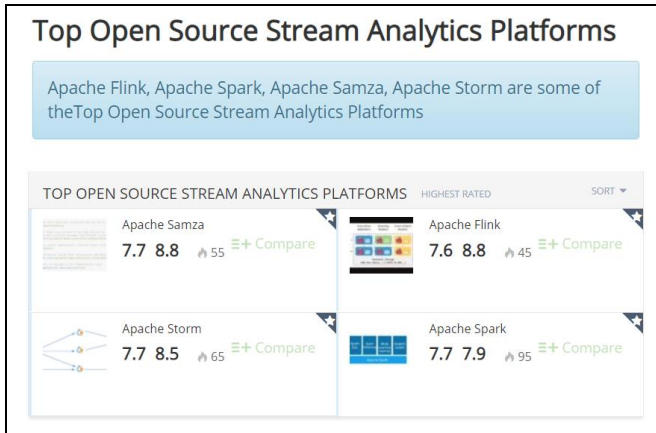 Top Open Source Stream Analytics Platforms
Apache Flink, Apache Spark, Apache Samza, Apache Storm are some of
theTop Open Source Stream Analytics Platforms
TOP OPEN SOURCE STREAM ANALYTICS PLATFORMS HIGHEST RATED SORT
Apache Samza
7.7 8.8 55 Compare
Apache Flink
7.6 8.8 45 Compare
Apache Storm
7.7 8.5 65 Compare
Apache Spark
7.7 7.9 95 Compare